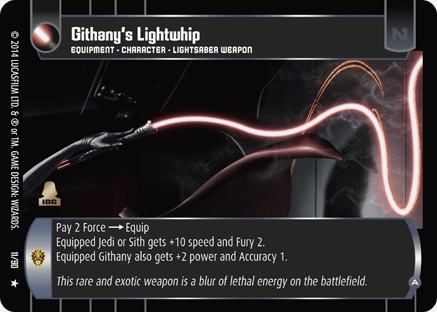 Githany's Lightwhip
EQUIPMENT - CHARACTER - LIGHTSABER WEAPON
N
© 2014 LUCASFILM LTD. & ® or TM. GAME DESIGN: WIZARDS.
IDC
11/90
Pay 2 Force → Equip
Equipped Jedi or Sith gets +10 speed and Fury 2.
Equipped Githany also gets +2 power and Accuracy 1.
This rare and exotic weapon is a blur of lethal energy on the battlefield.
A